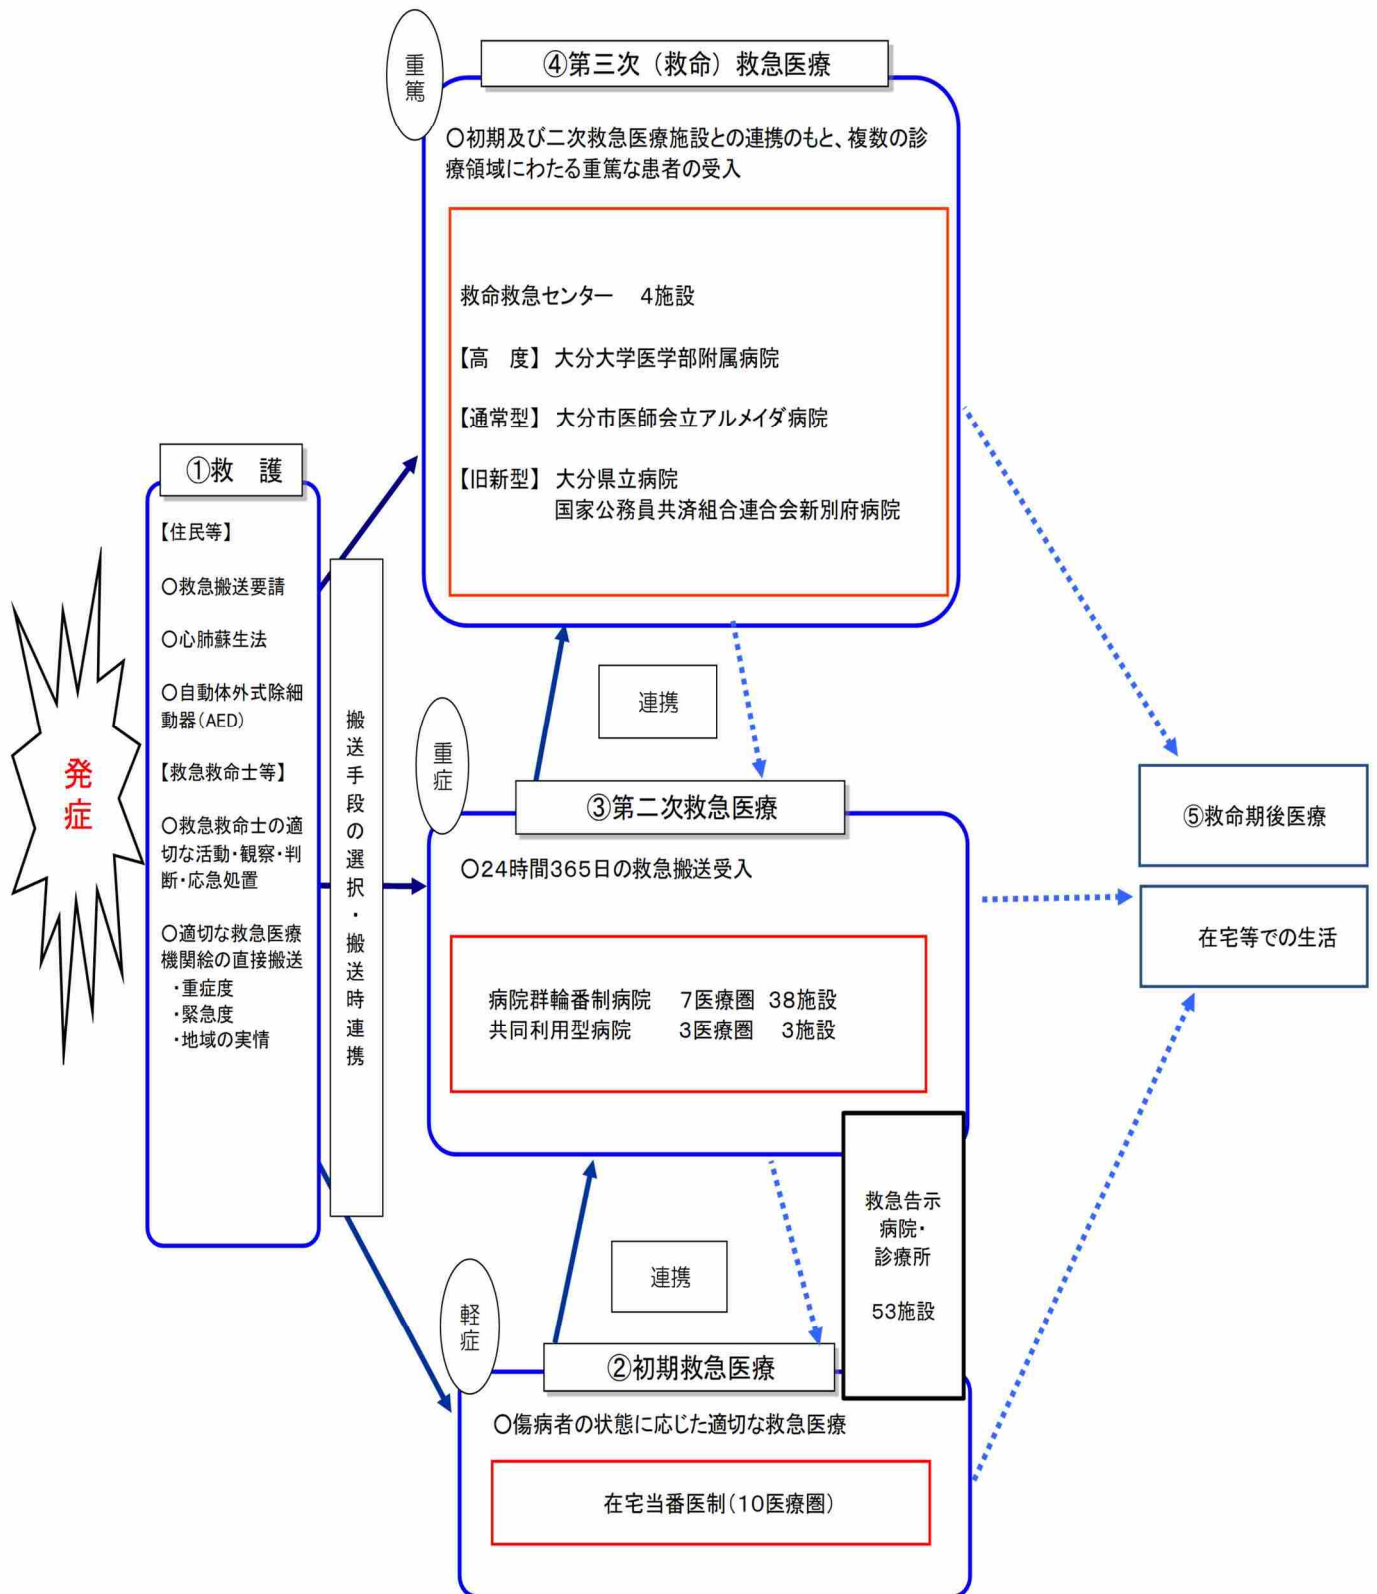 発
症
①救　護
【住民等】
○救急搬送要請
○心肺蘇生法
○自動体外式除細
動器(AED)
【救急救命士等】
○救急救命士の適
切な活動・観察・判
断・応急処置
○適切な救急医療
機関絵の直接搬送
・重症度
・緊急度
・地域の実情
搬送手段の選択・搬送時連携
重篤
④第三次（救命）救急医療
○初期及び二次救急医療施設との連携のもと、複数の診
療領域にわたる重篤な患者の受入
救命救急センター　4施設
【高　度】 大分大学医学部附属病院
【通常型】 大分市医師会立アルメイダ病院
【旧新型】 大分県立病院
国家公務員共済組合連合会新別府病院
連携
重症
③第二次救急医療
○24時間365日の救急搬送受入
病院群輪番制病院　7医療圏　38施設
共同利用型病院　3医療圏　3施設
救急告示
病院・
診療所
53施設
連携
軽症
②初期救急医療
○傷病者の状態に応じた適切な救急医療
在宅当番医制(10医療圏)
⑤救命期後医療
在宅等での生活